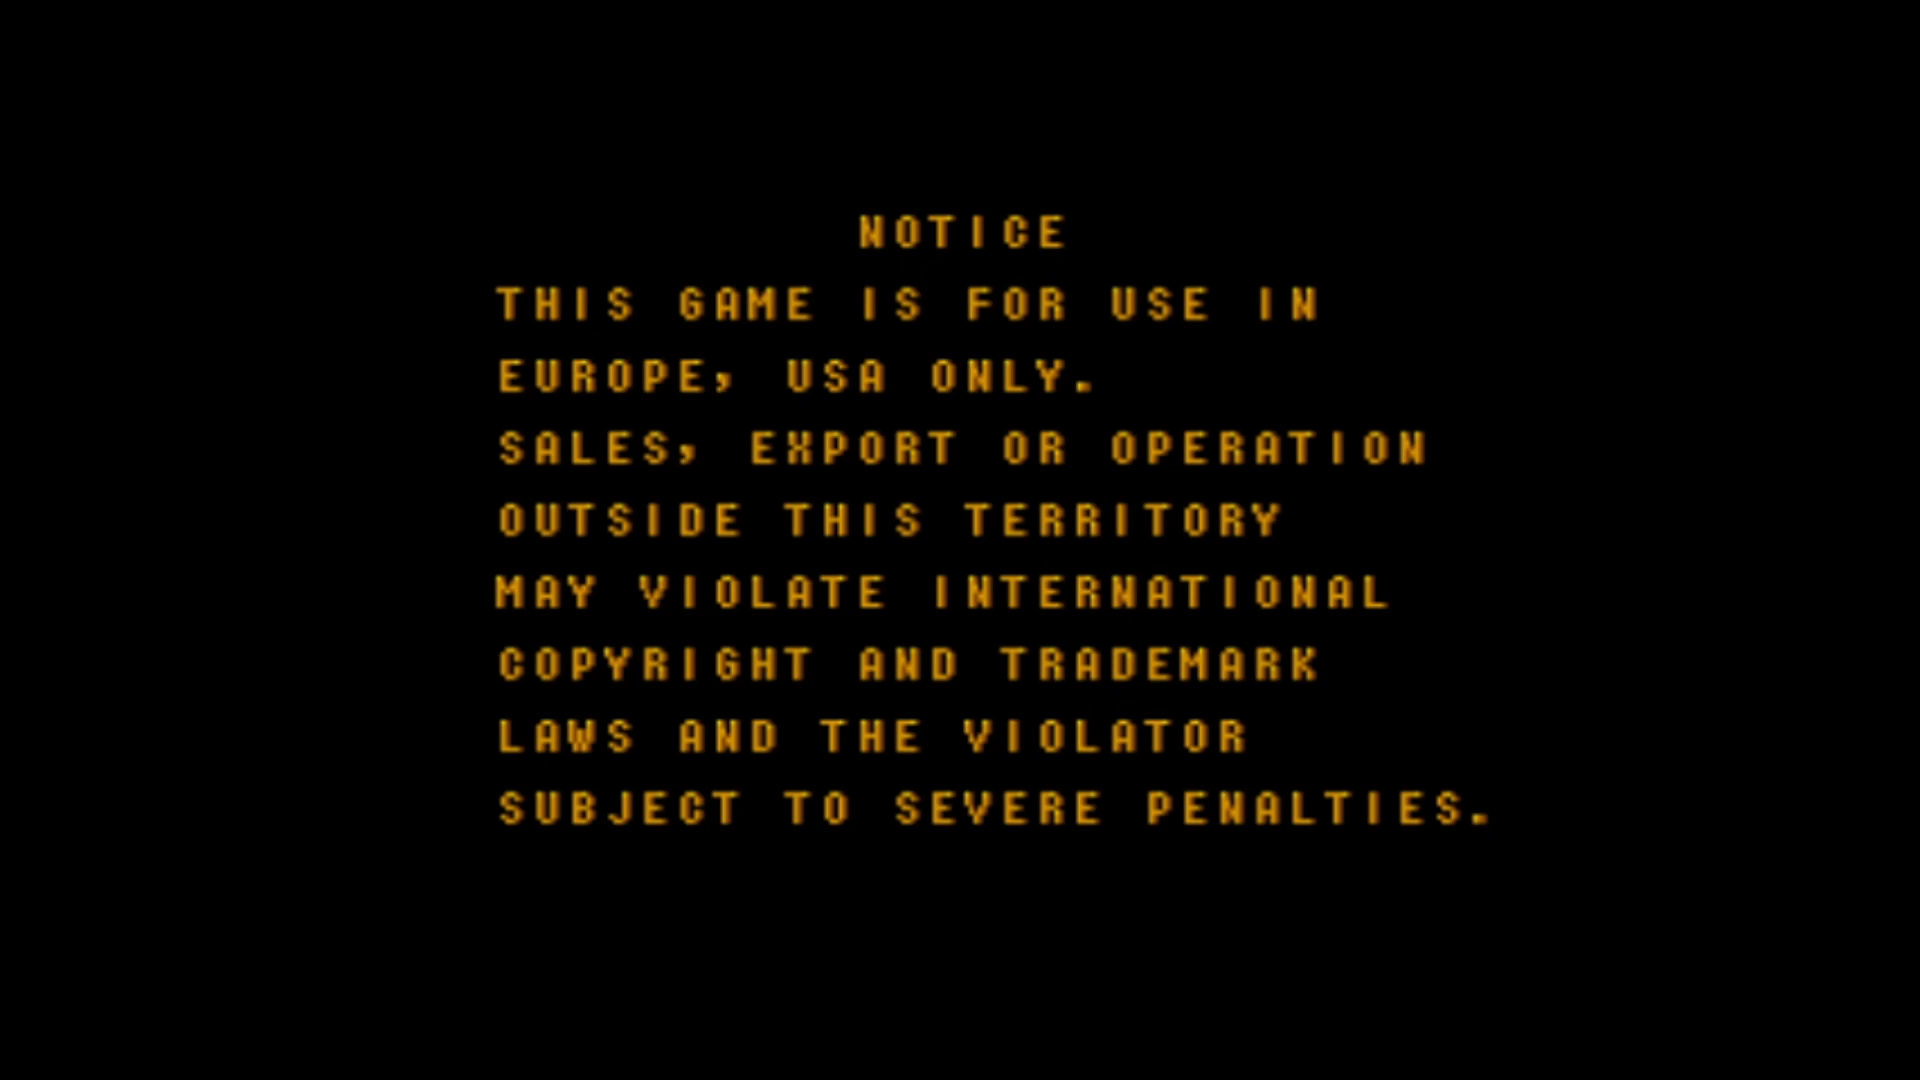 NOTICE
THIS GAME IS FOR USE IN
EUROPE, USA ONLY.
SALES, EXPORT OR OPERATION
OUTSIDE THIS TERRITORY
MAY VIOLATE INTERNATIONAL
COPYRIGHT AND TRADEMARK
LAWS AND THE VIOLATOR
SUBJECT TO SEVERE PENALTIES.